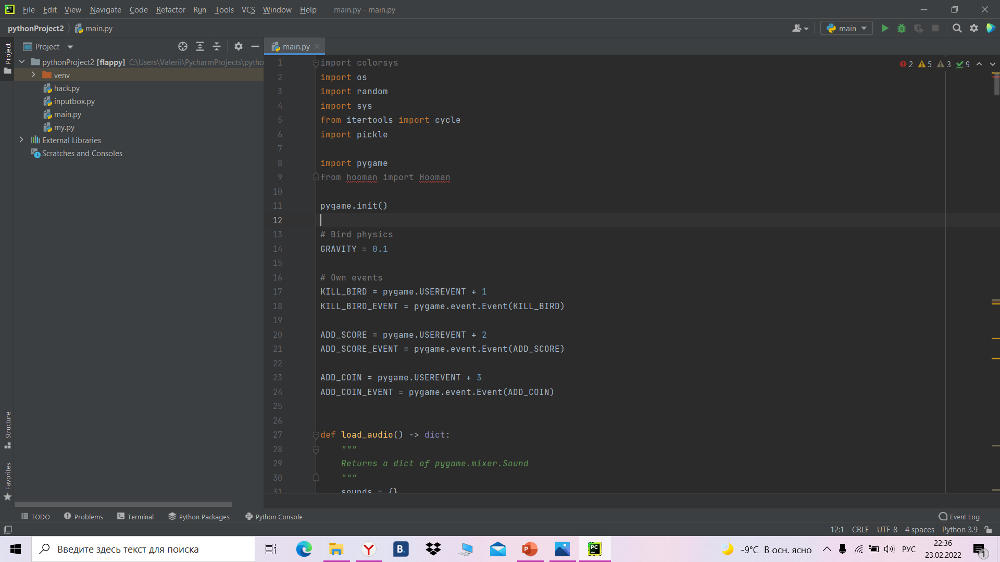 PC File Edit View Navigate Code Refactor Run Tools VCS Window Help main.py - main.py
pythonProject2 main.py main
Project main.py
Project
pythonProject2 [flappy] C:\Users\Valerii\PycharmProjects\pytho
venv
hack.py
inputbox.py
main.py
my.py
External Libraries
Scratches and Consoles
2 5 3 9
1 import colorsys
2 import os
3 import random
4 import sys
5 from itertools import cycle
6 import pickle
7
8 import pygame
9 from hooman import Hooman
10
11 pygame.init()
12
13 # Bird physics
14 GRAVITY = 0.1
15
16 # Own events
17 KILL_BIRD = pygame.USEREVENT + 1
18 KILL_BIRD_EVENT = pygame.event.Event(KILL_BIRD)
19
20 ADD_SCORE = pygame.USEREVENT + 2
21 ADD_SCORE_EVENT = pygame.event.Event(ADD_SCORE)
22
23 ADD_COIN = pygame.USEREVENT + 3
24 ADD_COIN_EVENT = pygame.event.Event(ADD_COIN)
25
26
27 def load_audio() -> dict:
28 """
29 Returns a dict of pygame.mixer.Sound
30 """
31 sounds = {}
Structure
Favorites
TODO Problems Terminal Python Packages Python Console Event Log
12:1 CRLF UTF-8 4 spaces Python 3.9
Введите здесь текст для поиска B. P PC -9°C В осн. ясно РУС 22:36
23.02.2022 1